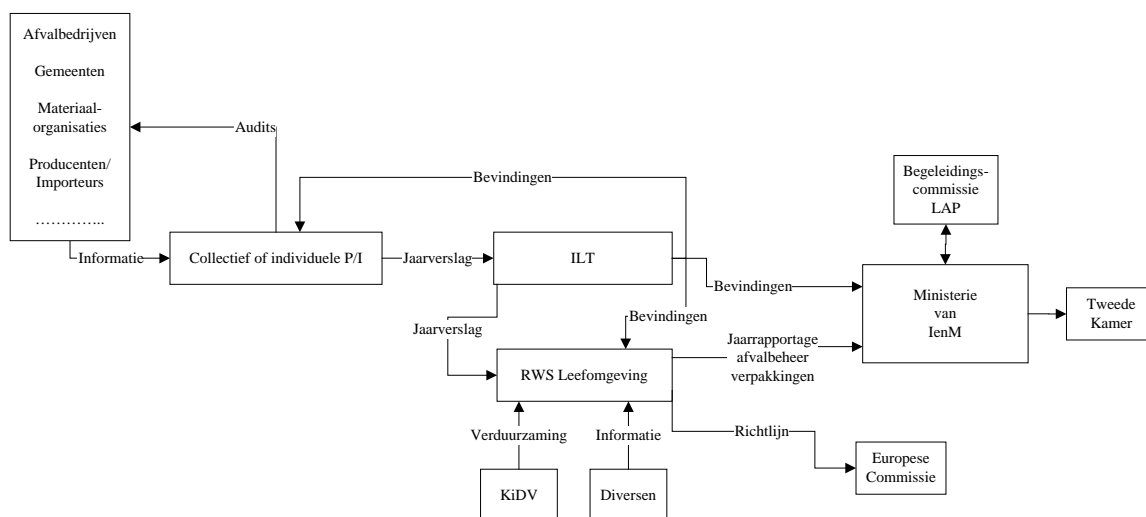 Afvalbedrijven
Gemeenten
Materiaal-
organisaties
Producenten/
Importeurs
…………..
Audits
Bevindingen
Begeleidings-
commissie
LAP
Informatie
Collectief of individuele P/I
Jaarverslag
ILT
Bevindingen
Ministerie
van
IenM
Tweede
Kamer
Jaarverslag
Bevindingen
Jaarrapportage
afvalbeheer
verpakkingen
RWS Leefomgeving
Verduurzaming
Informatie
Richtlijn
KiDV
Diversen
Europese
Commissie